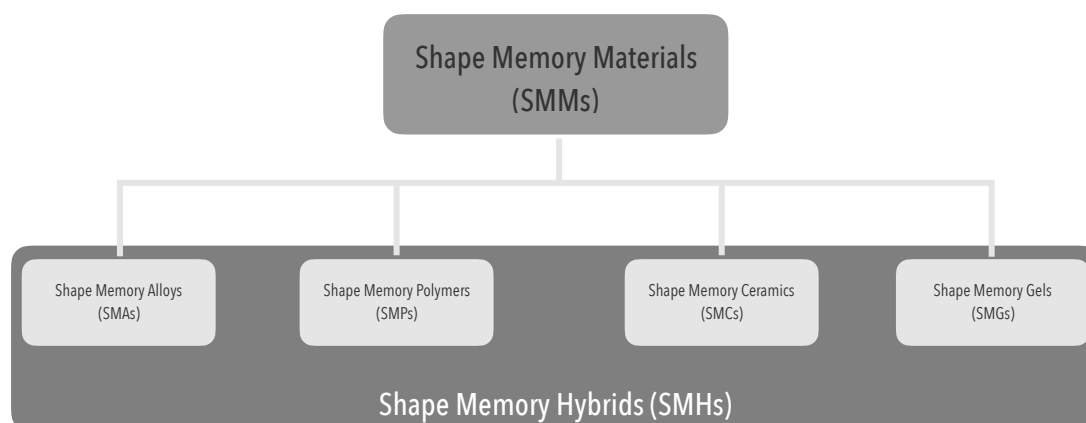 Shape Memory Materials
(SMMs)
Shape Memory Alloys
(SMAs)
Shape Memory Polymers
(SMPs)
Shape Memory Ceramics
(SMCs)
Shape Memory Gels
(SMGs)
Shape Memory Hybrids (SMHs)